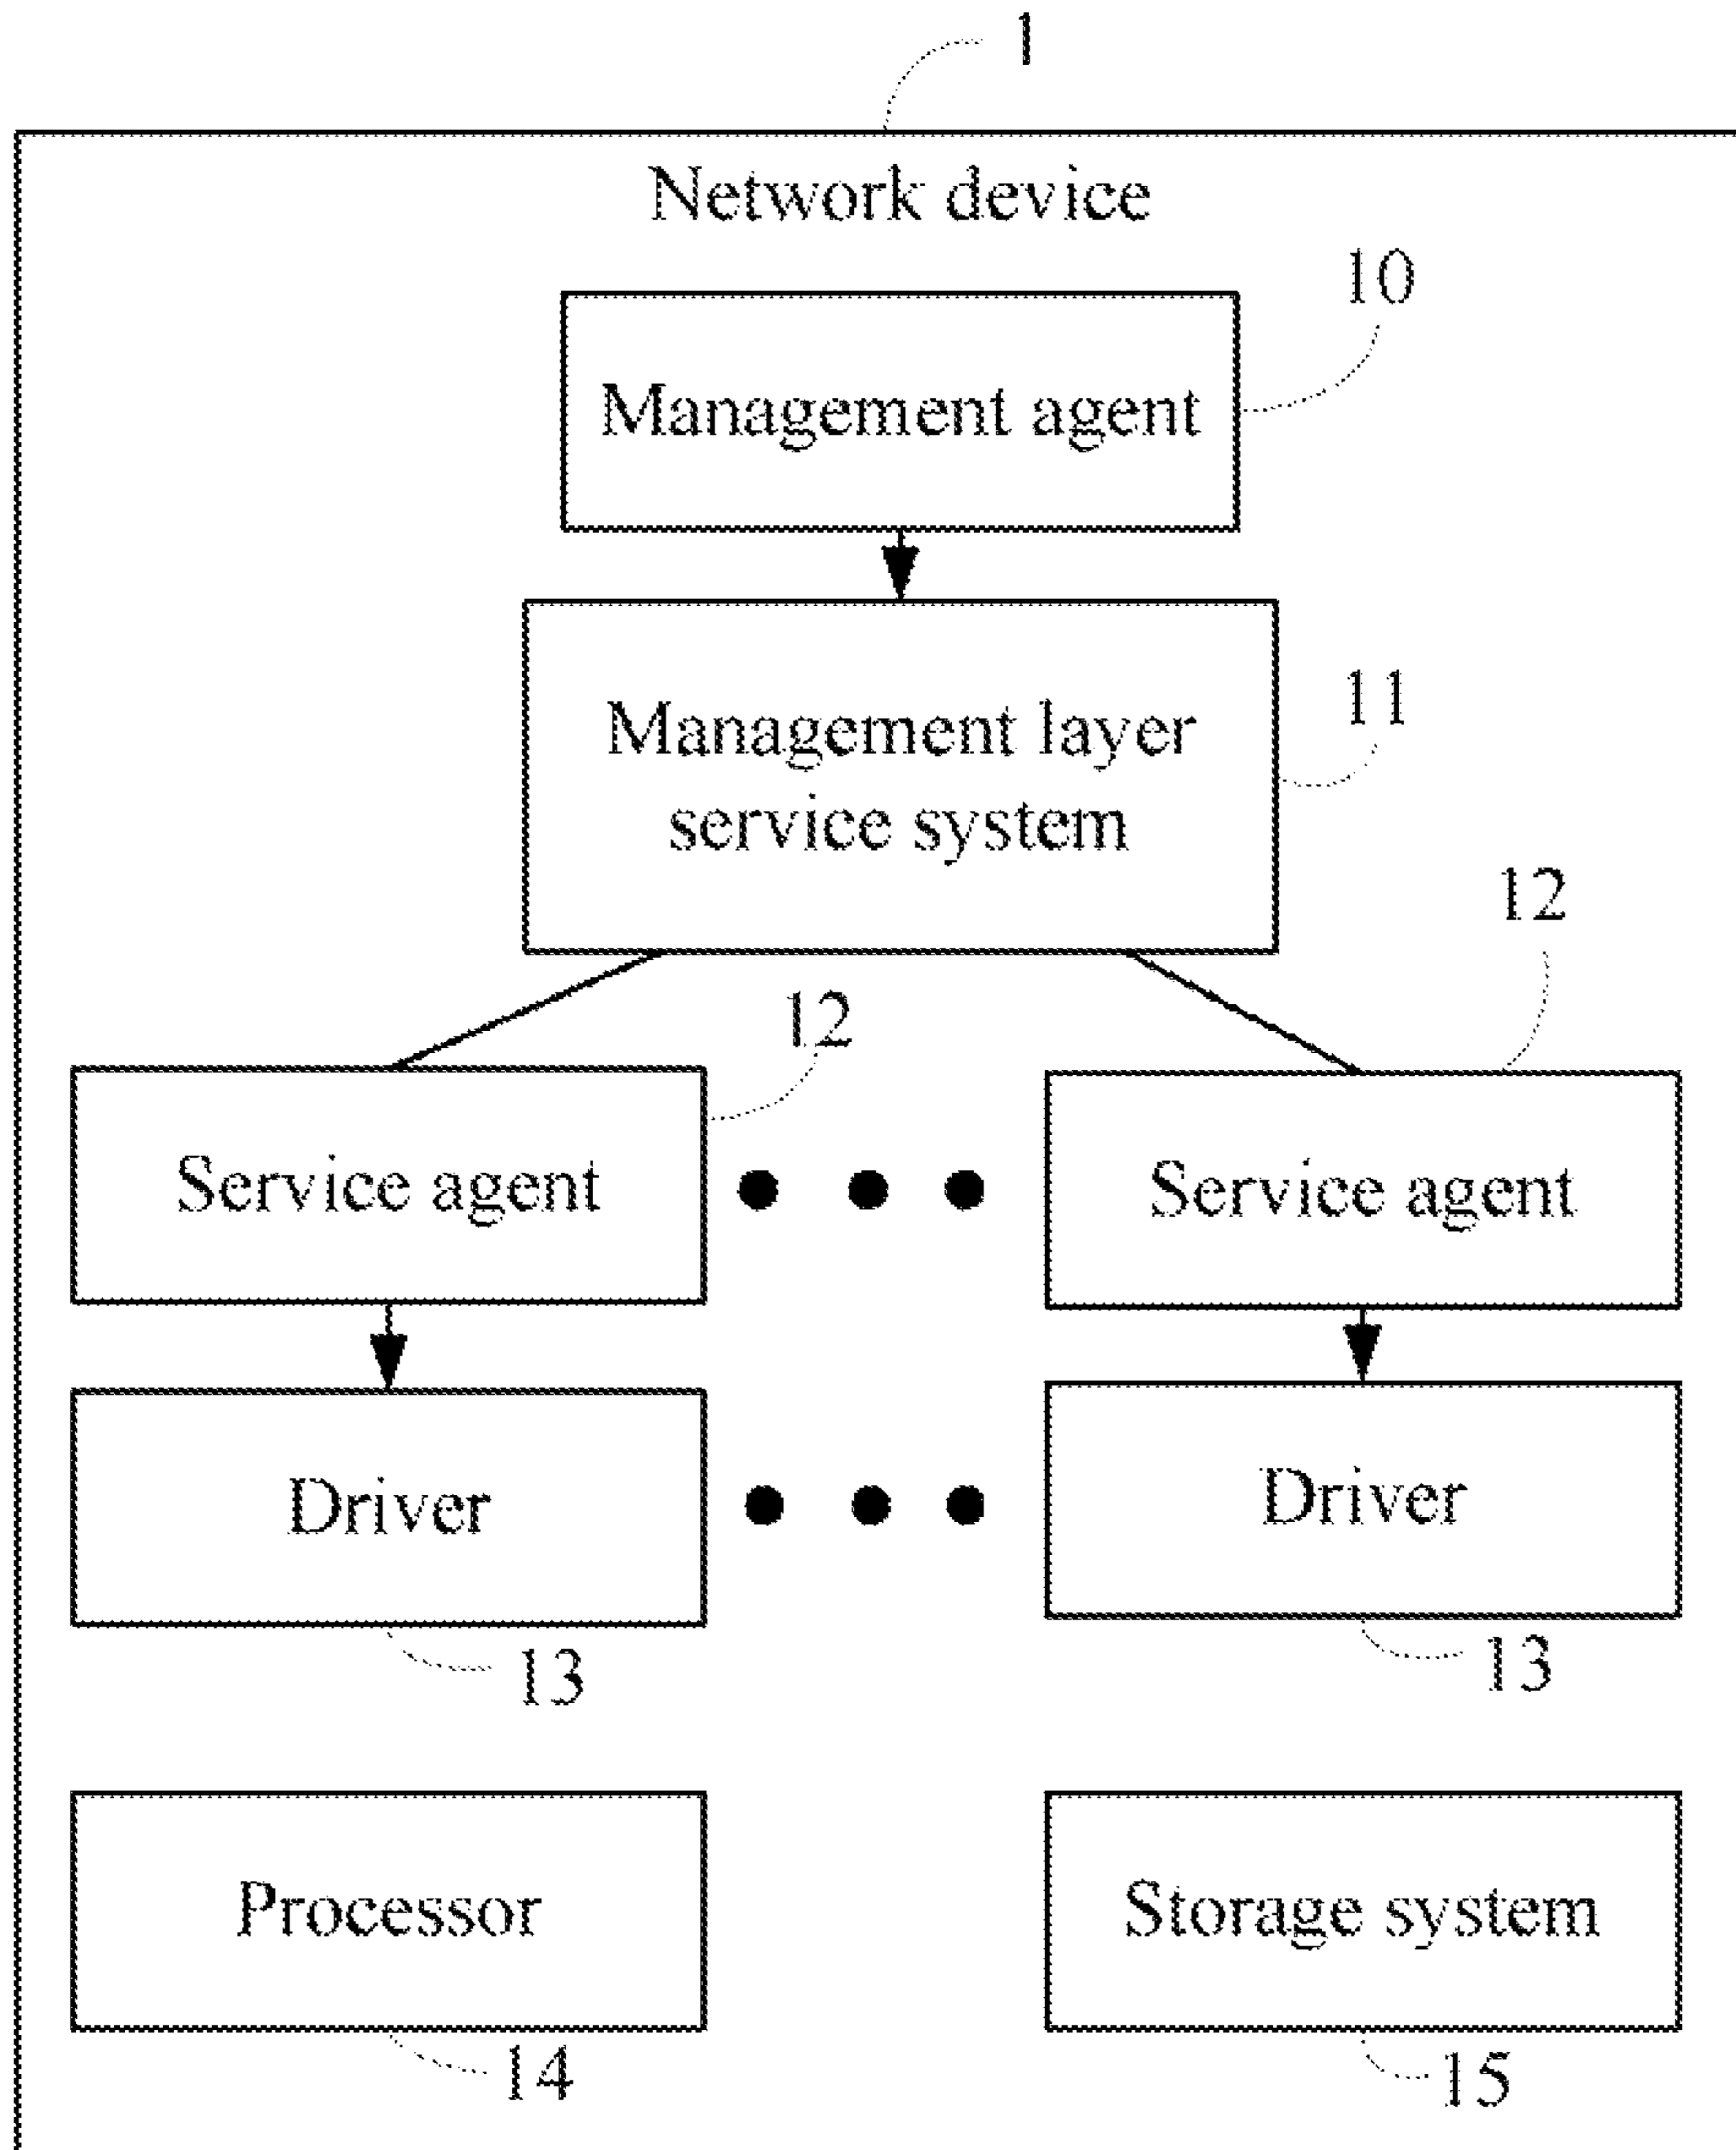 1
Network device
10
Management agent
11
Management layer
service system
12
12
Service agent
Service agent
Driver
Driver
13
13
Processor
Storage system
14
15